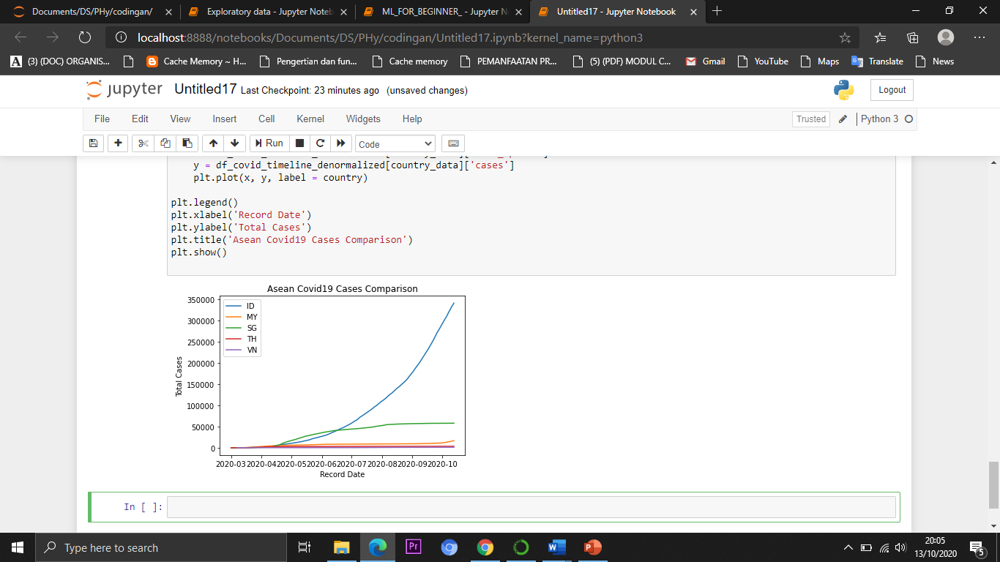 Documents/DS/PHy/codingan/
Exploratory data - Jupyter Noteb
ML_FOR_BEGINNER_ - Jupyter N
Untitled17 - Jupyter Notebook
localhost:8888/notebooks/Documents/DS/PHy/codingan/Untitled17.ipynb?kernel_name=python3
(3) (DOC) ORGANIS...
Cache Memory ~ H...
Pengertian dan fun...
Cache memory
PEMANFAATAN PR...
(5) (PDF) MODUL C...
Gmail
YouTube
Maps
Translate
News
jupyter Untitled17 Last Checkpoint: 23 minutes ago (unsaved changes)
Logout
File Edit View Insert Cell Kernel Widgets Help
Trusted
Python 3
Run
Code
y = df_covid_timeline_denormalized[country_data]['cases']
plt.plot(x, y, label = country)
plt.legend()
plt.xlabel('Record Date')
plt.ylabel('Total Cases')
plt.title('Asean Covid19 Cases Comparison')
plt.show()
Asean Covid19 Cases Comparison
350000
300000
250000
200000
150000
100000
50000
0
Total Cases
ID
MY
SG
TH
VN
2020-03 2020-04 2020-05 2020-06 2020-07 2020-08 2020-09 2020-10
Record Date
In [ ]:
Type here to search
Pr
20:05
13/10/2020
5